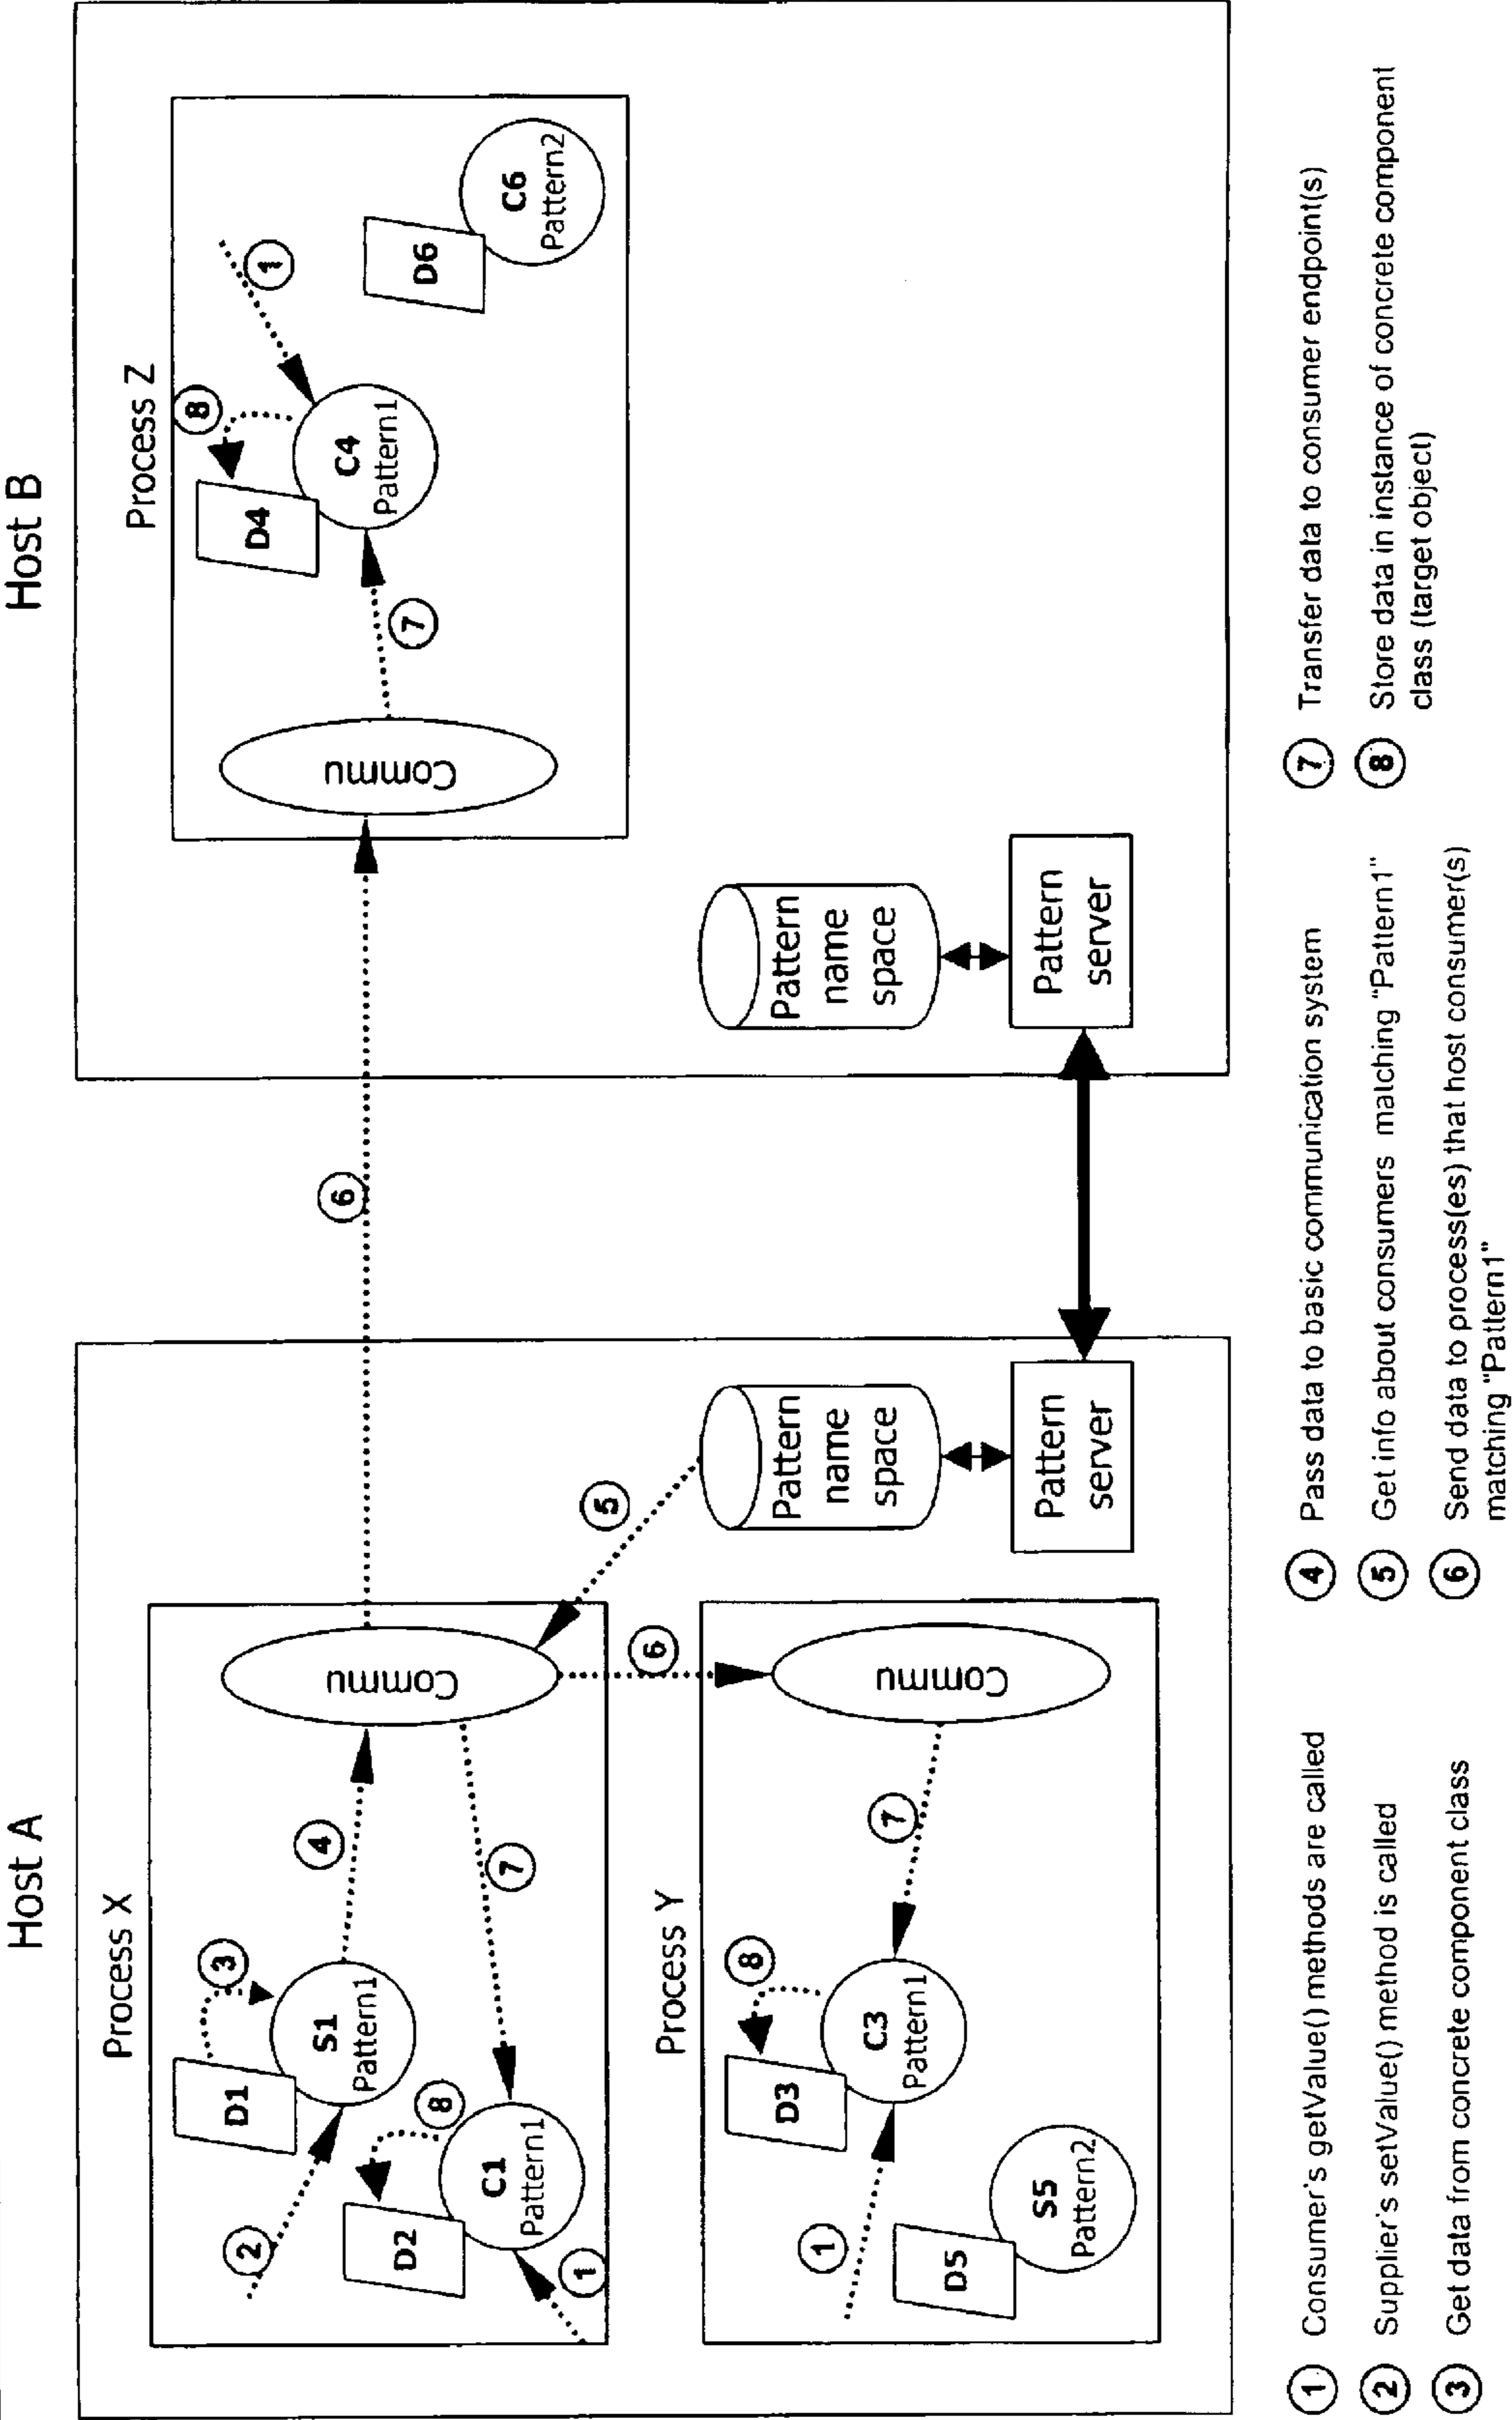 Host A
Host B
Process X
3
D1
S1
Pattern1
2
4
Commu
8
D2
C1
Pattern1
1
7
6
5
6
Process Y
8
D3
C3
Pattern1
1
7
Commu
D5
S5
Pattern2
Pattern
name
space
Pattern
server
Process Z
8
D4
C4
Pattern1
1
7
Commu
D6
C6
Pattern2
Pattern
name
space
Pattern
server
1 Consumer's getValue() methods are called
2 Supplier's setValue() method is called
3 Get data from concrete component class
4 Pass data to basic communication system
5 Get info about consumers matching "Pattern1"
6 Send data to process(es) that host consumer(s)
matching "Pattern1"
7 Transfer data to consumer endpoint(s)
8 Store data in instance of concrete component
class (target object)